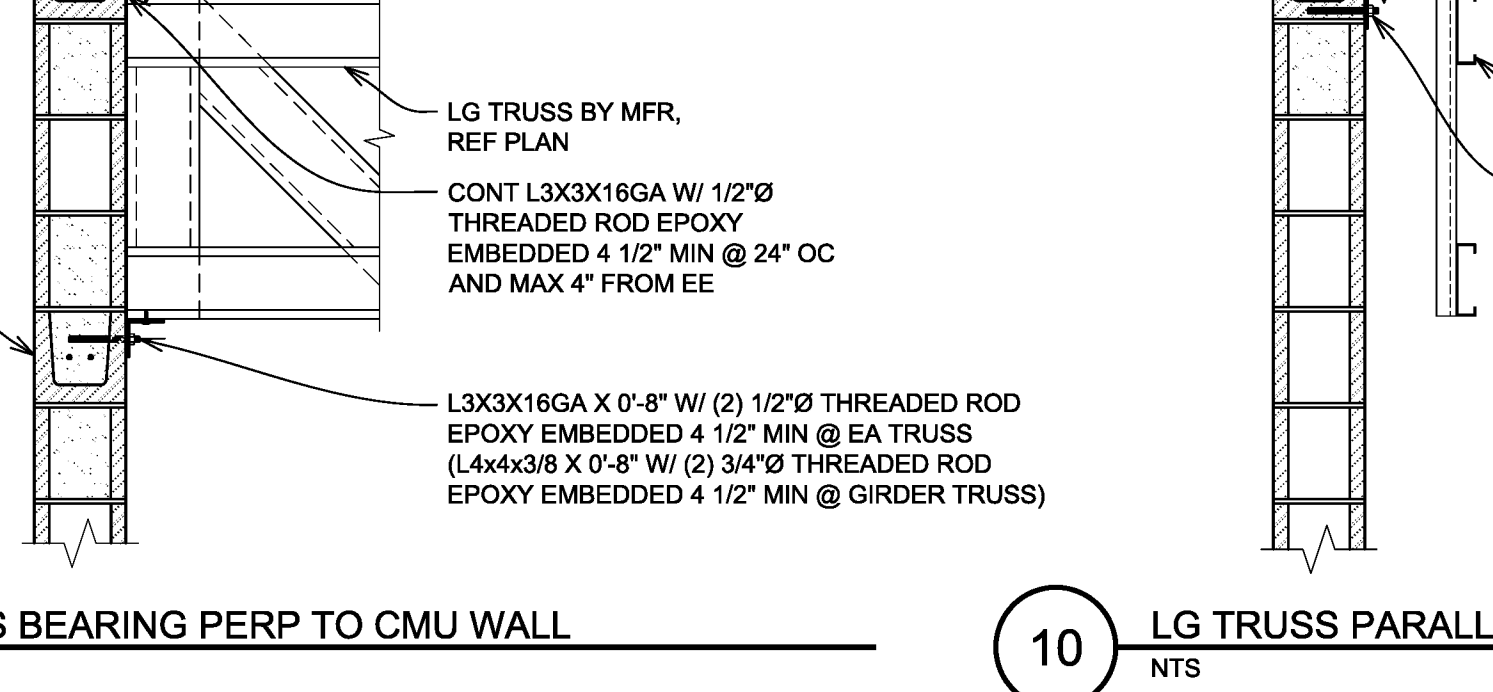 LG TRUSS BY MFR,
REF PLAN
CONT L3X3X16GA W/ 1/2"Ø
THREADED ROD EPOXY
EMBEDDED 4 1/2" MIN @ 24" OC
AND MAX 4" FROM EE
L3X3X16GA X 0'-8" W/ (2) 1/2"Ø THREADED ROD
EPOXY EMBEDDED 4 1/2" MIN @ EA TRUSS
(L4x4x3/8 X 0'-8" W/ (2) 3/4"Ø THREADED ROD
EPOXY EMBEDDED 4 1/2" MIN @ GIRDER TRUSS)
S BEARING PERP TO CMU WALL
10
LG TRUSS PARALL
NTS